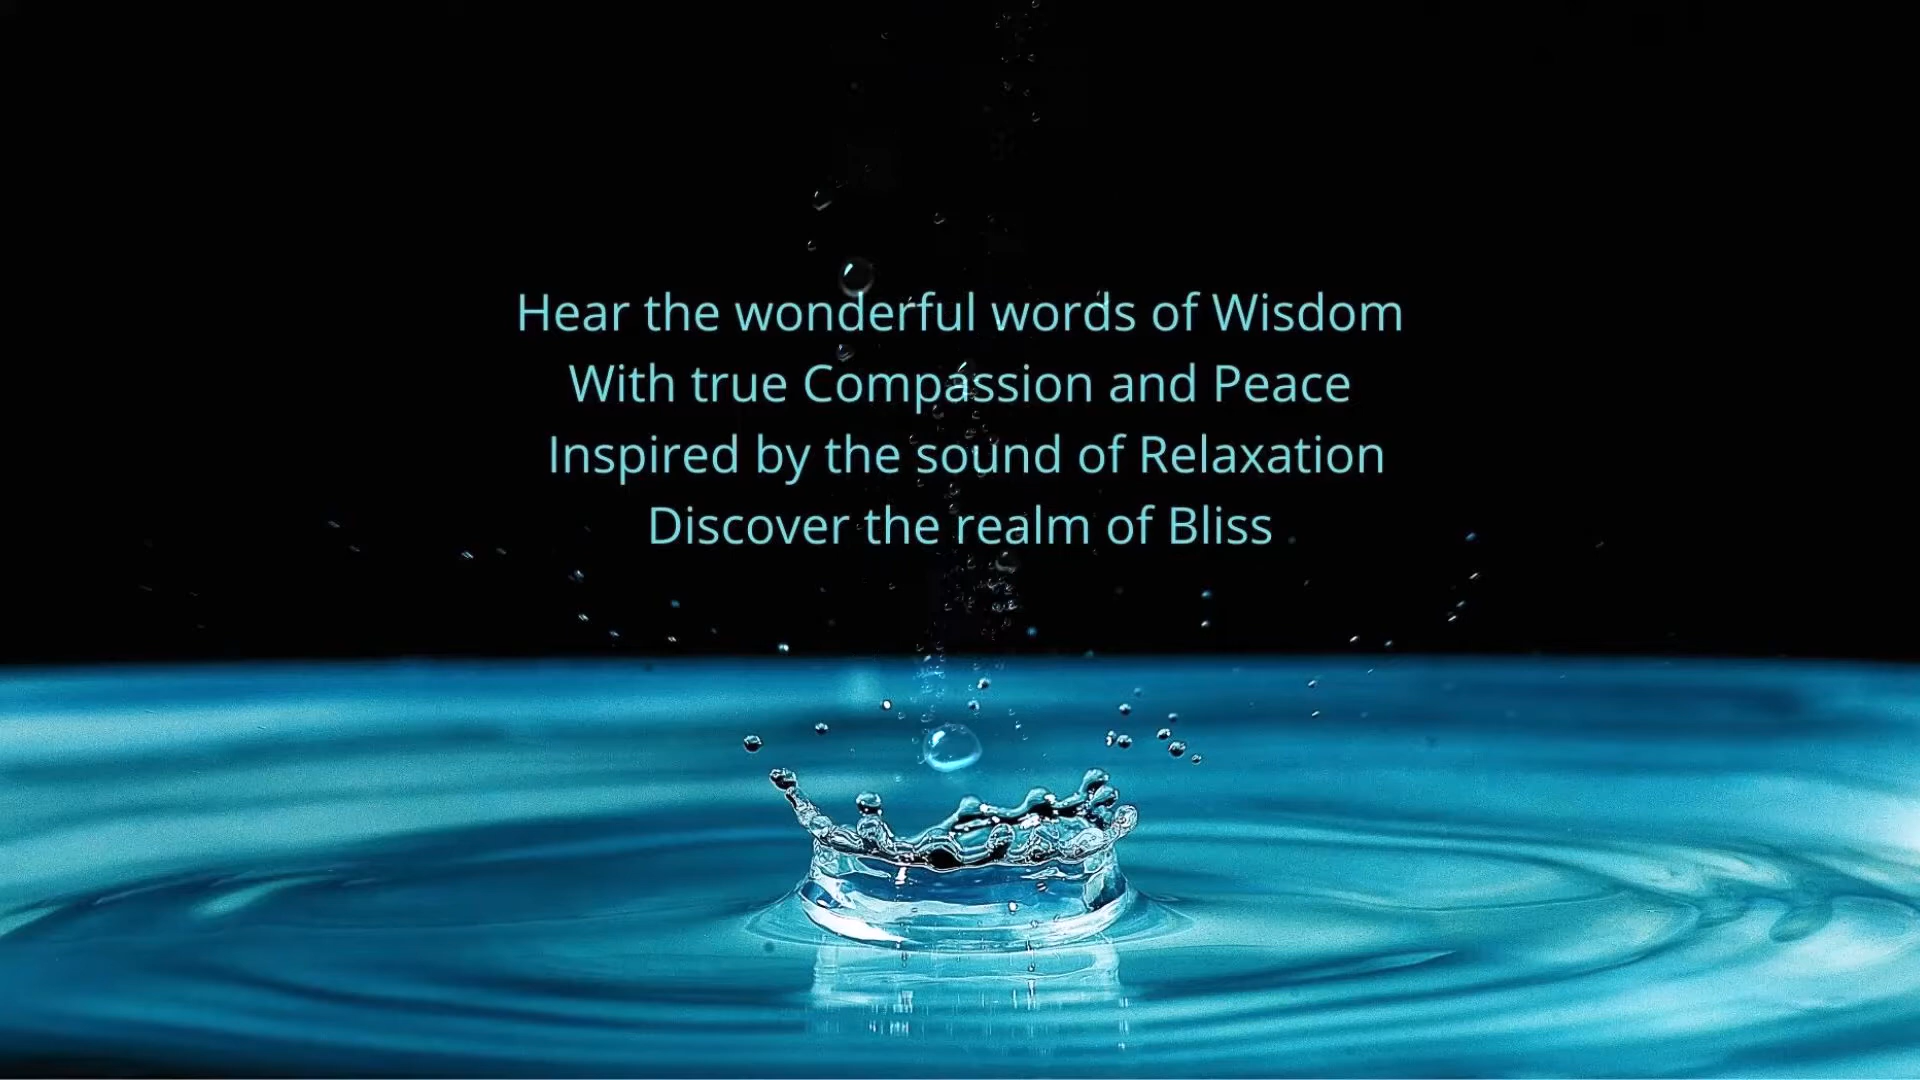 Hear the wonderful words of Wisdom
With true Compassion and Peace
Inspired by the sound of Relaxation
Discover the realm of Bliss